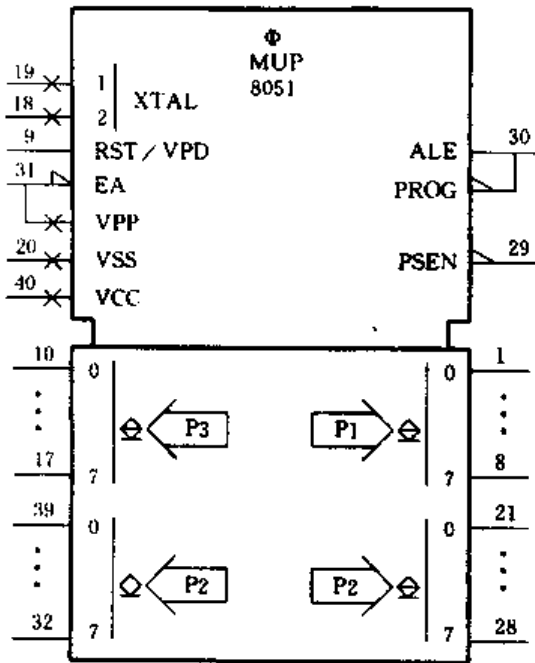 Φ
MUP
8051
19 1
XTAL
18 2
9 RST / VPD ALE 30
31 EA PROG
VPP
20 VSS PSEN 29
40 VCC
10 0 0 1
P3 P1
17 7 7 8
39 0 0 21
P2 P2
32 7 7 28